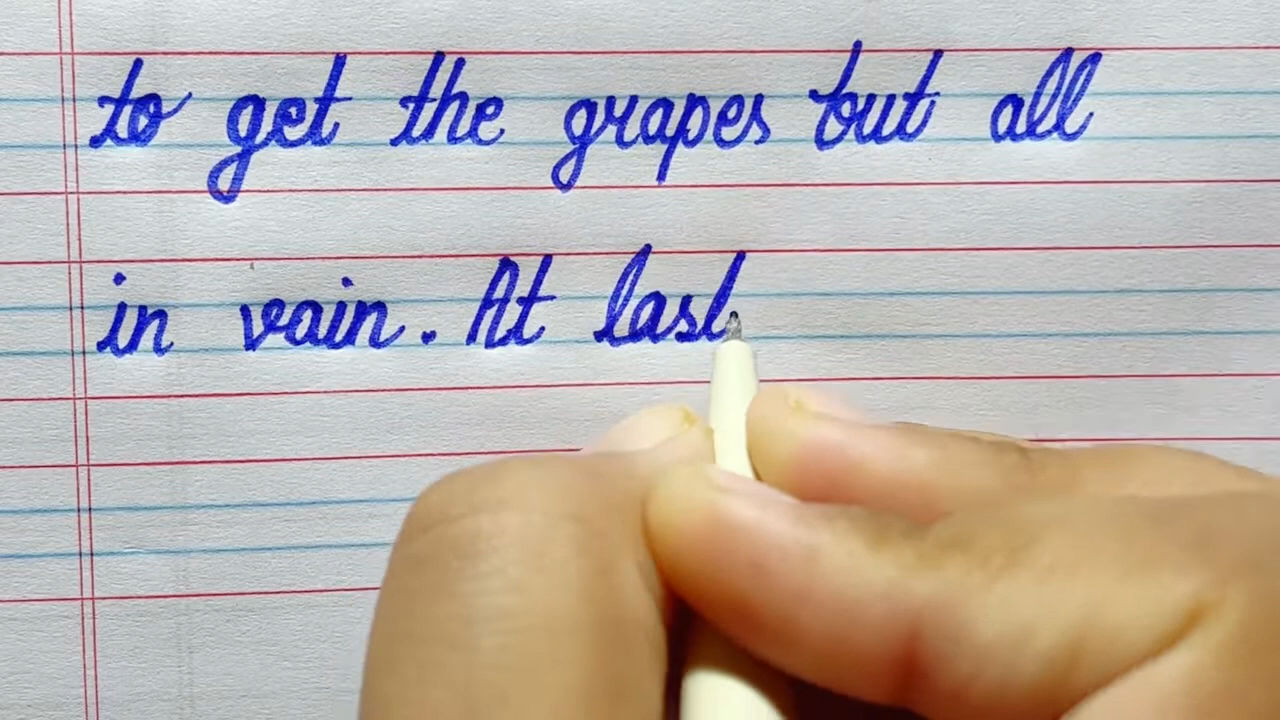 to get the grapes but all
in vain. At last